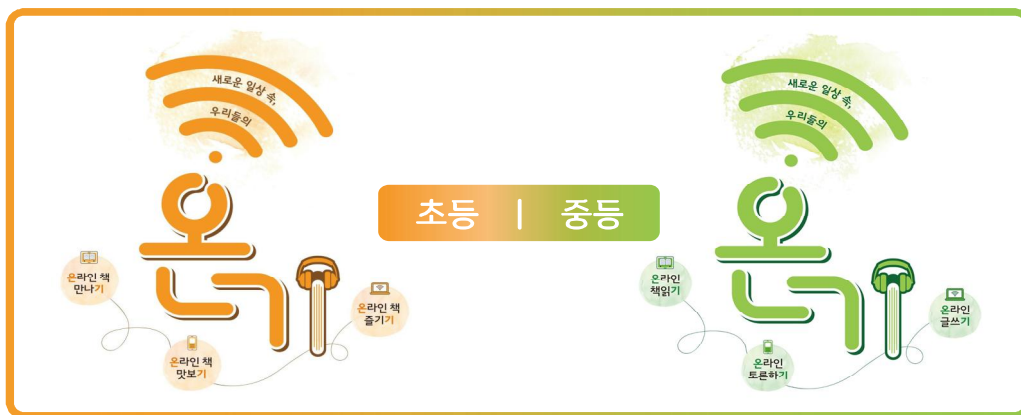 새로운 일상 속,
우리들의
온기
온라인 책
만나기
온라인 책
맛보기
온라인 책
즐기기
초등 | 중등
새로운 일상 속,
우리들의
온기
온라인
책읽기
온라인
토론하기
온라인
글쓰기